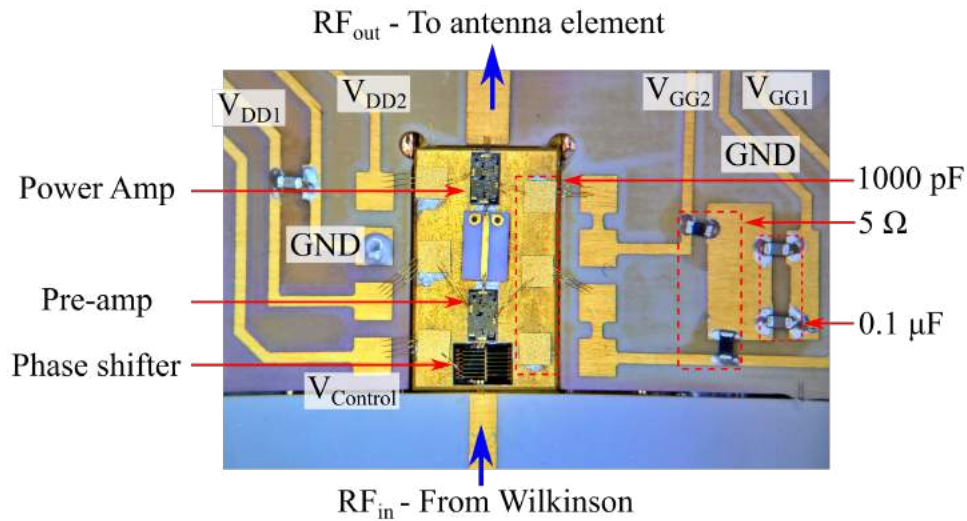 RFout - To antenna element
VDD1
VDD2
VGG2
VGG1
GND
Power Amp
1000 pF
5 Ω
GND
Pre-amp
0.1 μF
Phase shifter
VControl
RFin - From Wilkinson